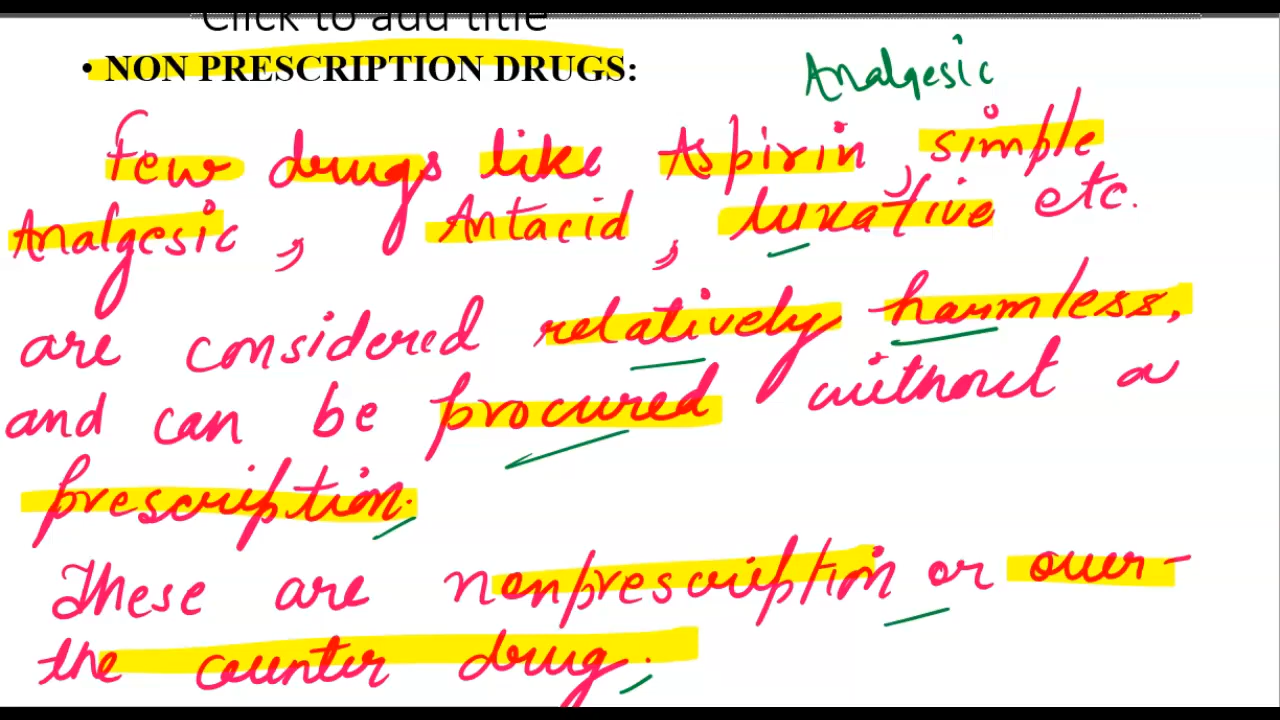 Click to add title
• NON PRESCRIPTION DRUGS:
Analgesic
Few drugs like Aspirin, simple
Analgesic, Antacid, luxative etc.
are considered relatively harmless,
and can be procured without a
prescription.
These are nonprescription or over-
the counter drug.